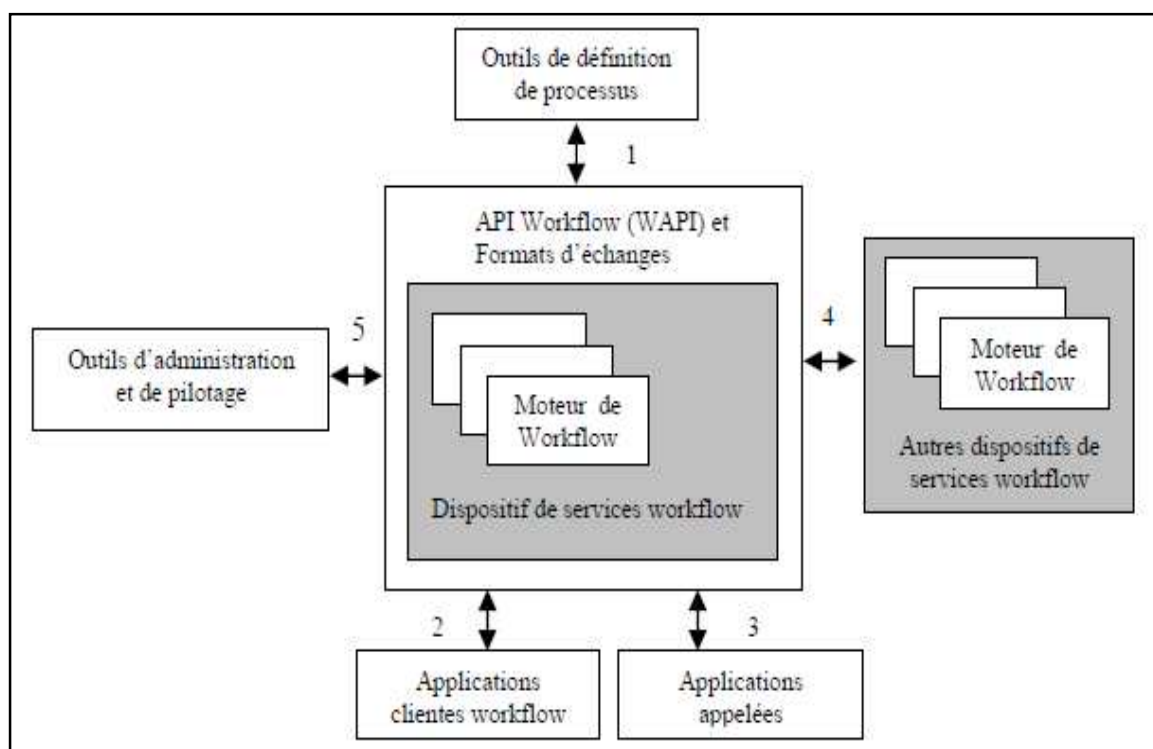 Outils de définition
de processus
1
API Workflow (WAPI) et
Formats d'échanges
5
4
Outils d'administration
et de pilotage
Moteur de
Workflow
Moteur de
Workflow
Autres dispositifs de
services workflow
Dispositif de services workflow
2
3
Applications
clientes workflow
Applications
appelées